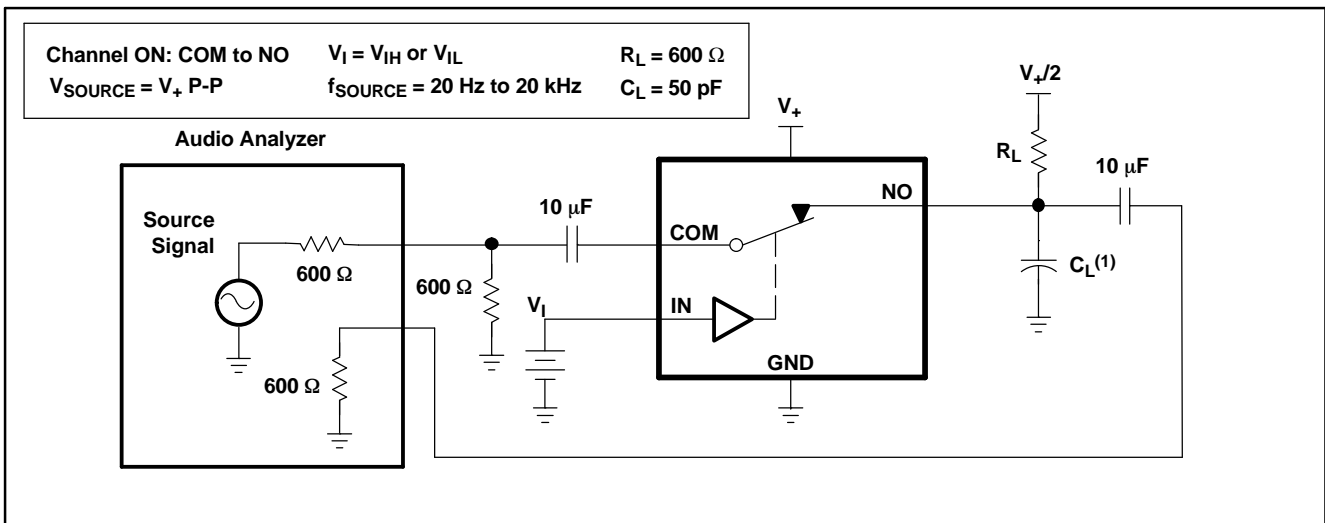 Channel ON: COM to NO   V_I = V_IH or V_IL   R_L = 600 Ω
V_SOURCE = V_+ P-P   f_SOURCE = 20 Hz to 20 kHz   C_L = 50 pF
V_+/2
V_+
Audio Analyzer
R_L
10 μF
NO
Source
Signal
10 μF
COM
600 Ω
600 Ω
C_L(1)
V_I
IN
600 Ω
GND